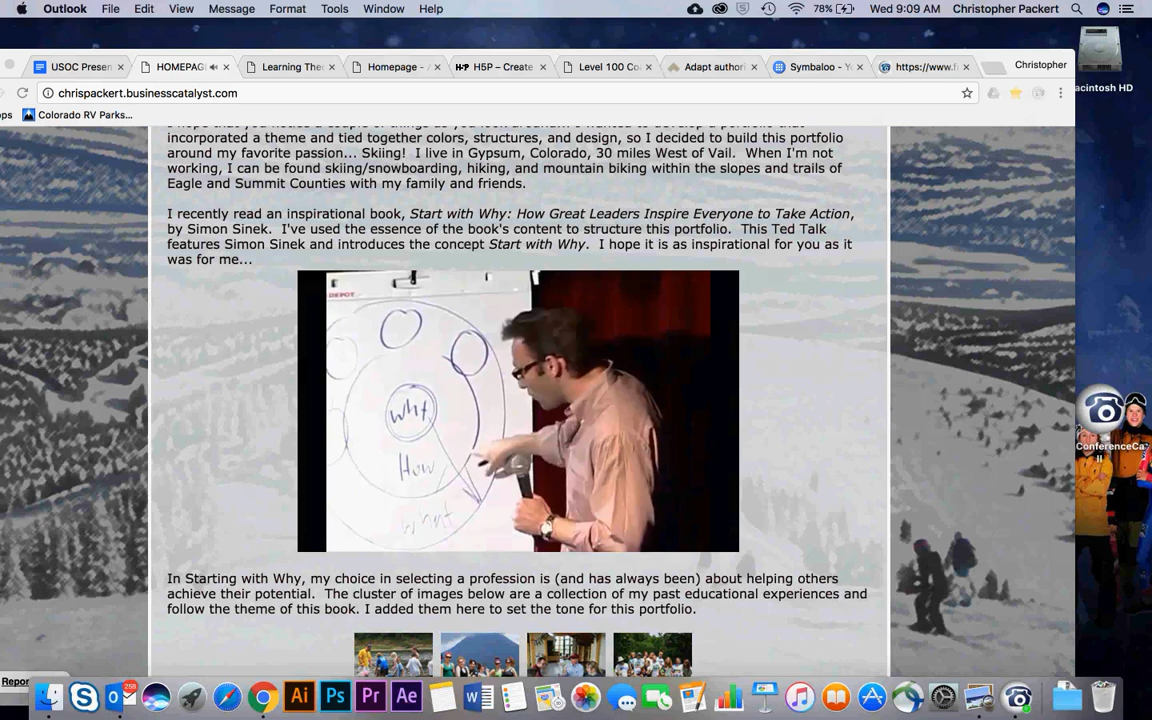 Outlook File Edit View Message Format Tools Window Help 78% Wed 9:09 AM Christopher Packert
USOC Presen HOMEPAG Learning The Homepage - H-P H5P – Create Level 100 Co Adapt autho Symbaloo - Y https://www.f Christopher
chrispackert.businesscatalyst.com
acintosh HD
ps Colorado RV Parks...
incorporated a theme and tied together colors, structures, and design, so I decided to build this portfolio
around my favorite passion... Skiing! I live in Gypsum, Colorado, 30 miles West of Vail. When I'm not
working, I can be found skiing/snowboarding, hiking, and mountain biking within the slopes and trails of
Eagle and Summit Counties with my family and friends.
I recently read an inspirational book, Start with Why: How Great Leaders Inspire Everyone to Take Action,
by Simon Sinek. I've used the essence of the book's content to structure this portfolio. This Ted Talk
features Simon Sinek and introduces the concept Start with Why. I hope it is as inspirational for you as it
was for me...
DEPOT
Why
How
What
ConferenceCa
ll
In Starting with Why, my choice in selecting a profession is (and has always been) about helping others
achieve their potential. The cluster of images below are a collection of my past educational experiences and
follow the theme of this book. I added them here to set the tone for this portfolio.
Repor
258
Ai Ps Pr Ae